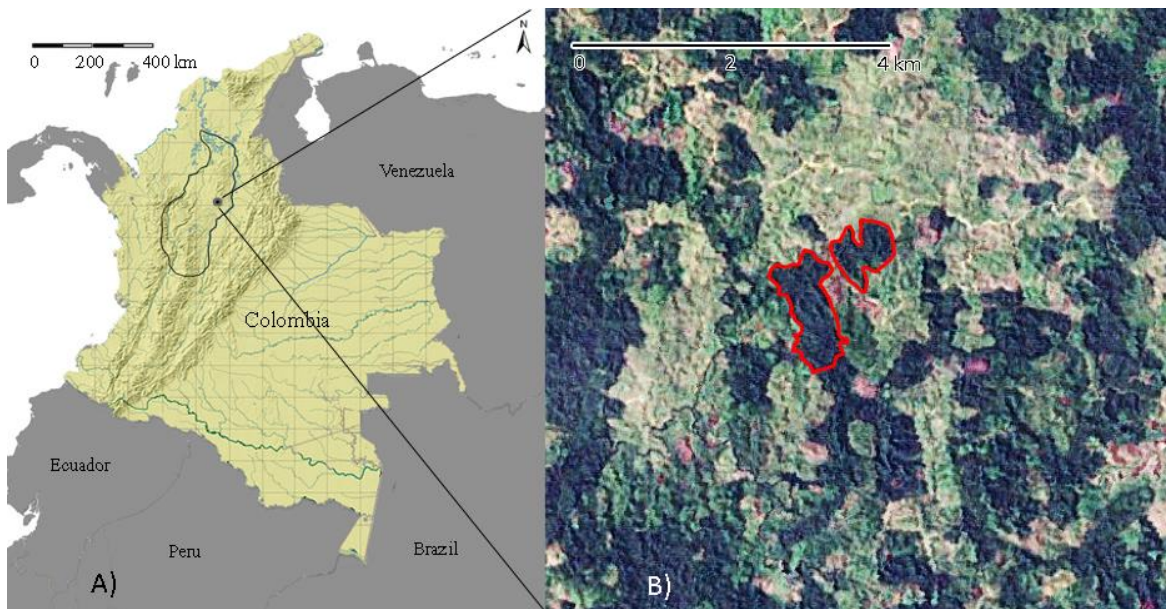 N
0 200 400 km
Venezuela
Colombia
Ecuador
Peru
Brazil
A)
0 2 4 km
B)